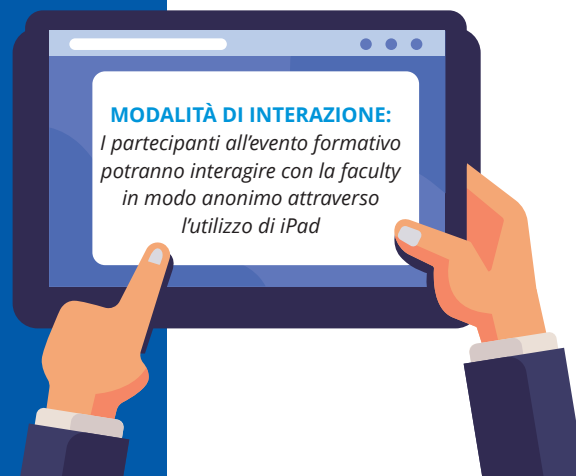 MODALITÀ DI INTERAZIONE:
I partecipanti all’evento formativo
potranno interagire con la faculty
in modo anonimo attraverso
l’utilizzo di iPad